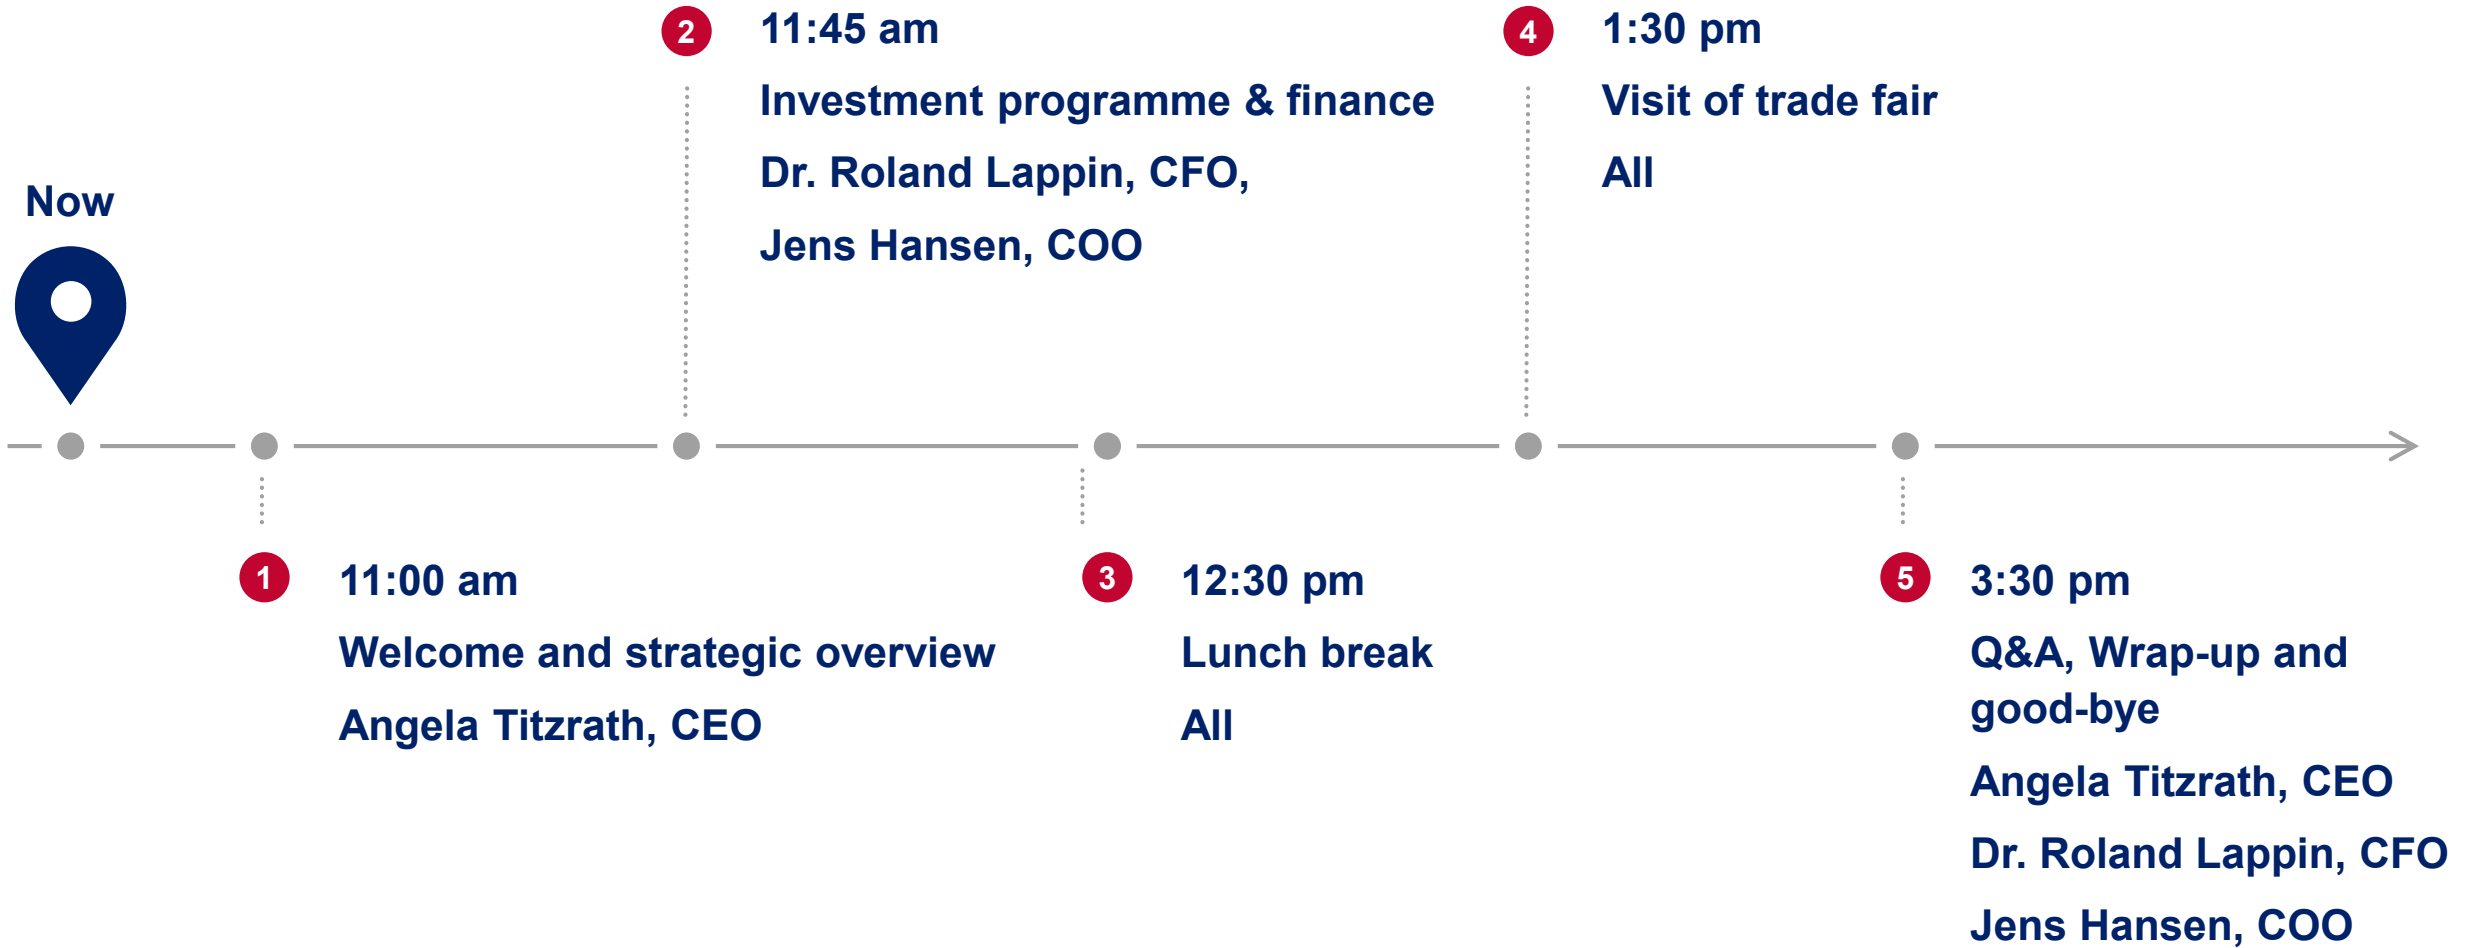 Now
1
11:00 am
Welcome and strategic overview
Angela Titzrath, CEO
2
11:45 am
Investment programme & finance
Dr. Roland Lappin, CFO,
Jens Hansen, COO
3
12:30 pm
Lunch break
All
4
1:30 pm
Visit of trade fair
All
5
3:30 pm
Q&A, Wrap-up and
good-bye
Angela Titzrath, CEO
Dr. Roland Lappin, CFO
Jens Hansen, COO